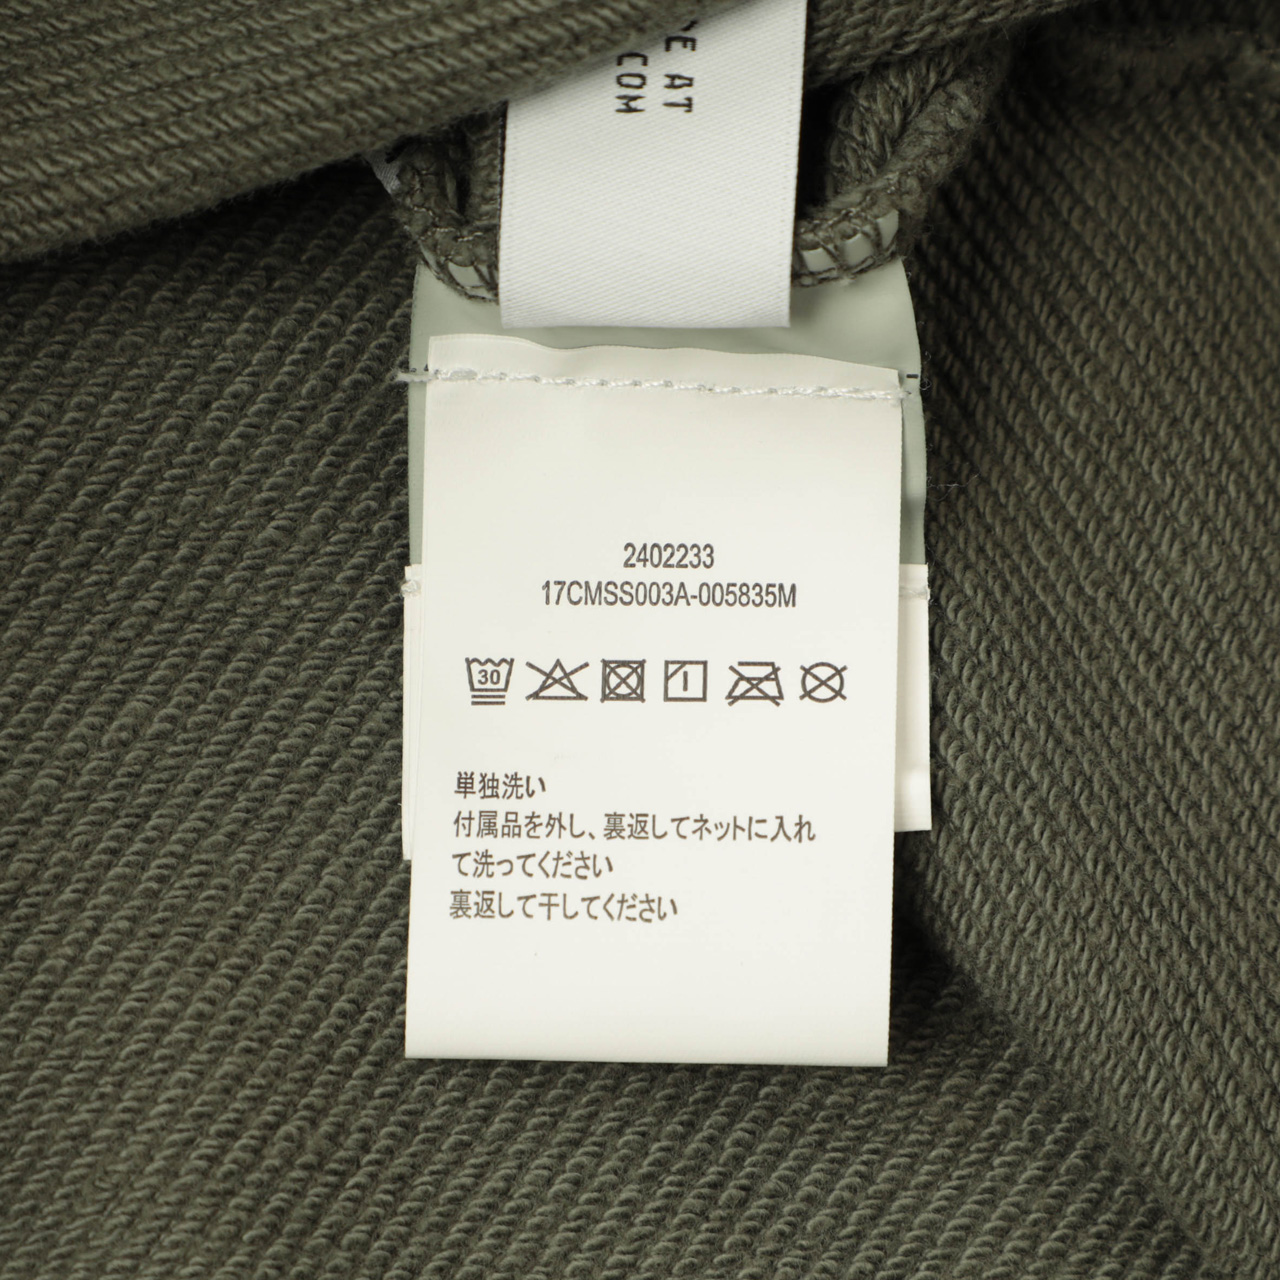 AT
.COM
2402233
17CMSS003A-005835M
30
単独洗い
付属品を外し、裏返してネットに入れ
て洗ってください
裏返して干してください